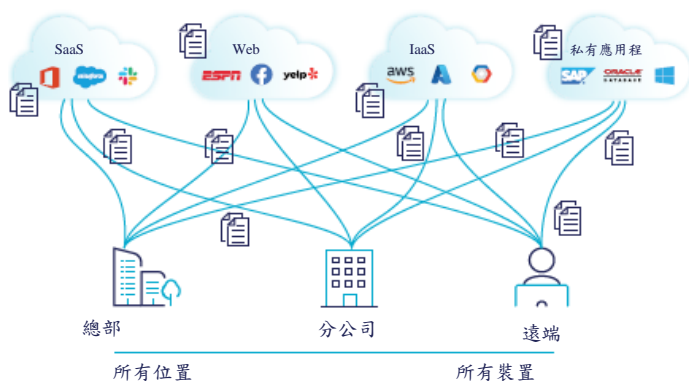 SaaS
Web
IaaS
私有應用程
salesforce
ESPN
yelp
aws
SAP
ORACLE
DATABASE
總部
分公司
遠端
所有位置
所有裝置